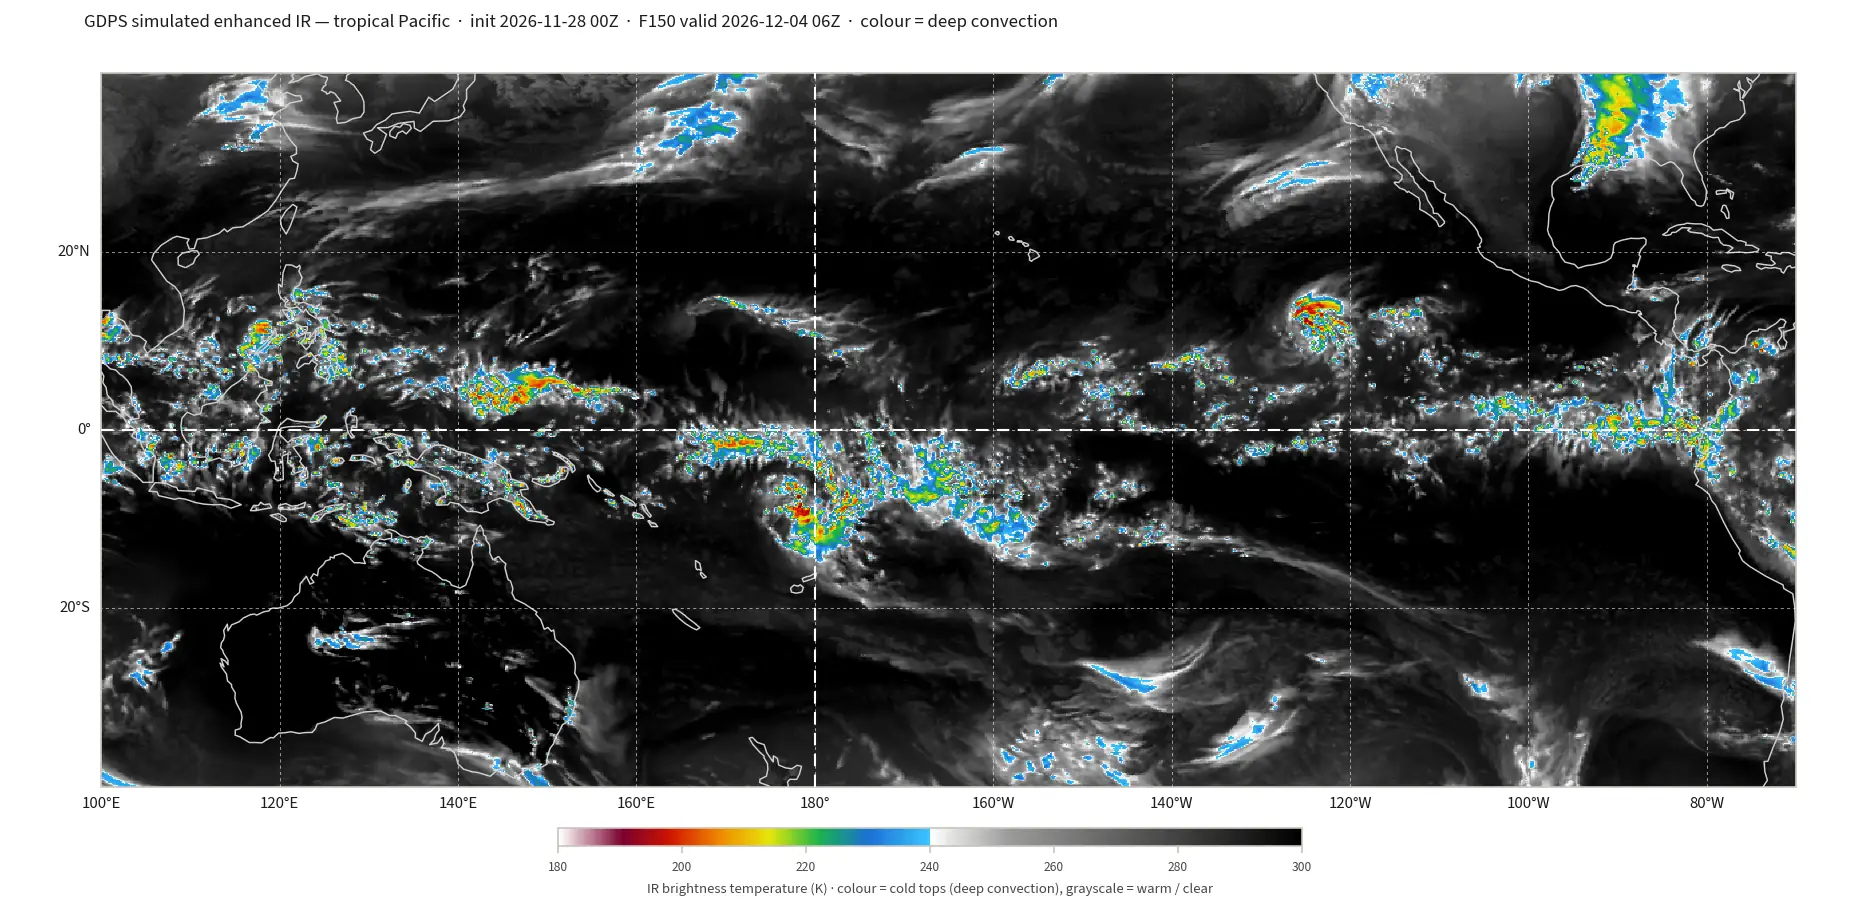 GDPS simulated enhanced IR — tropical Pacific · init 2026-11-28 00Z · F150 valid 2026-12-04 06Z · colour = deep convection
20°N
0°
20°S
100°E 120°E 140°E 160°E 180° 160°W 140°W 120°W 100°W 80°W
180 200 220 240 260 280 300
IR brightness temperature (K) · colour = cold tops (deep convection), grayscale = warm / clear